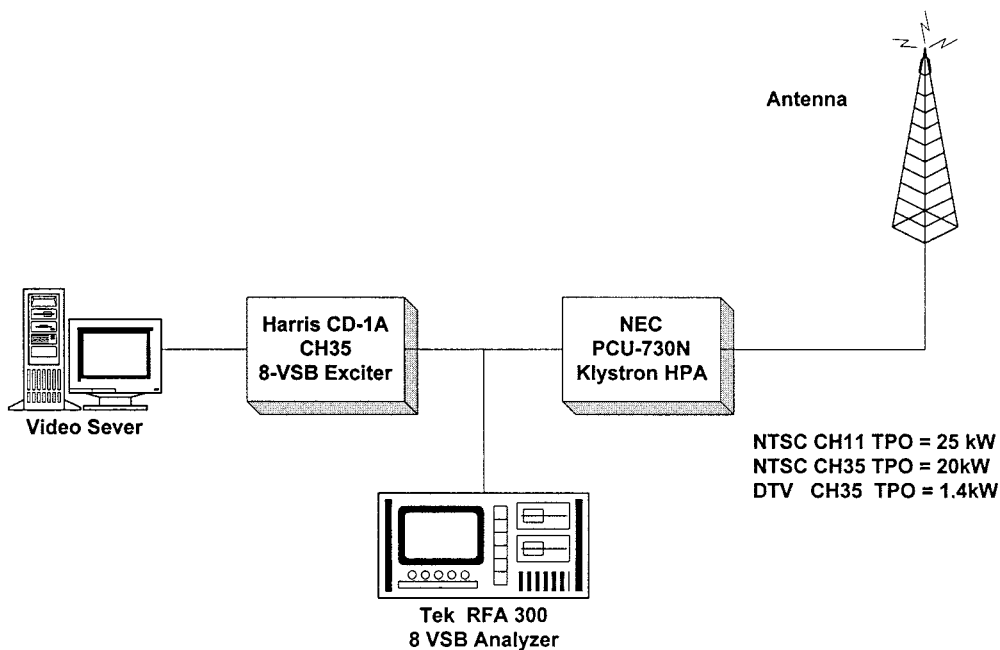 Antenna
Harris CD-1A
CH35
8-VSB Exciter
NEC
PCU-730N
Klystron HPA
Video Sever
NTSC CH11 TPO = 25 kW
NTSC CH35 TPO = 20kW
DTV CH35 TPO = 1.4kW
Tek RFA 300
8 VSB Analyzer